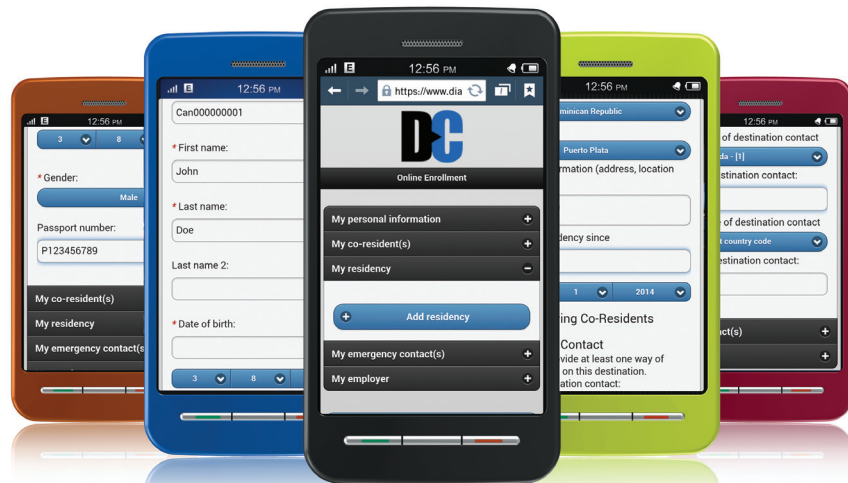 12:56 PM
3
8
* Gender:
Male
Passport number:
P123456789
My co-resident(s)
My residency
My emergency contact(s)
E
12:56 PM
Can000000001
* First name:
John
* Last name:
Doe
Last name 2:
* Date of birth:
3
8
E
12:56 PM
https://www.dia
DC
Online Enrollment
My personal information
My co-resident(s)
My residency
Add residency
My emergency contact(s)
My employer
12:56 PM
minican Republic
Puerto Plata
rmation (address, location
dency since
1
2014
ing Co-Residents
Contact
vide at least one way of
on this destination.
ation contact:
12:56 PM
of destination contact
da - [1]
stination contact:
e of destination contact
t country code
estination contact:
act(s)